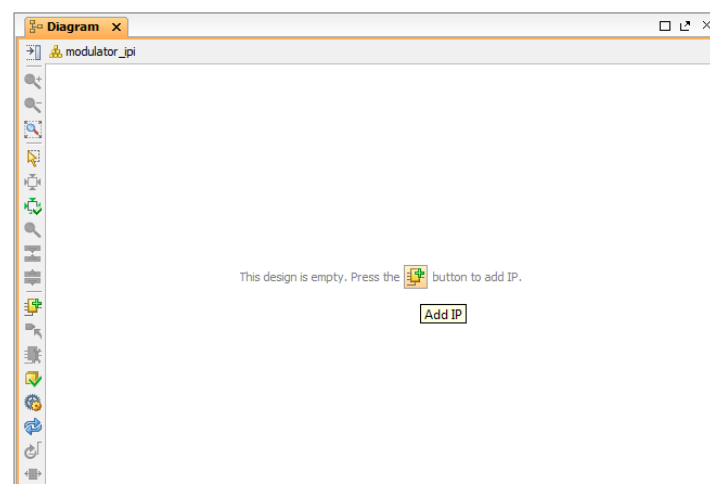 Diagram
modulator_ipi
This design is empty. Press the button to add IP.
Add IP